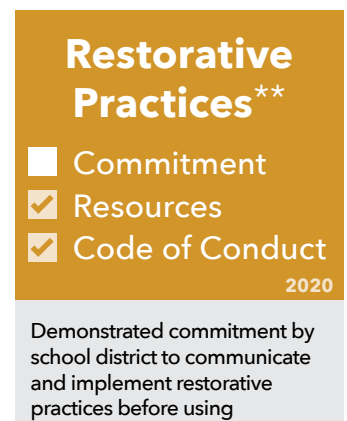 Restorative
Practices**
Commitment
Resources
Code of Conduct
2020
Demonstrated commitment by
school district to communicate
and implement restorative
practices before using